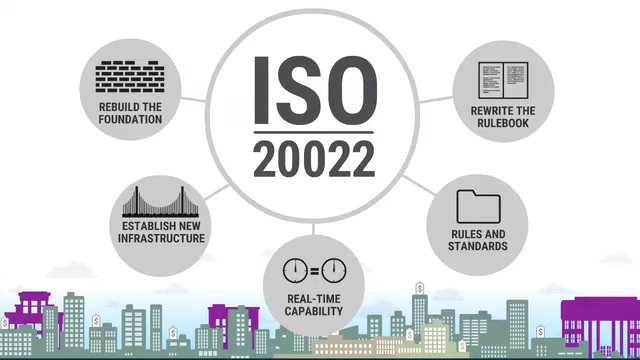 ISO
20022
REBUILD THE
FOUNDATION
REWRITE THE
RULEBOOK
ESTABLISH NEW
INFRASTRUCTURE
RULES AND
STANDARDS
=
REAL-TIME
CAPABILITY
$
$
$
$
$
$